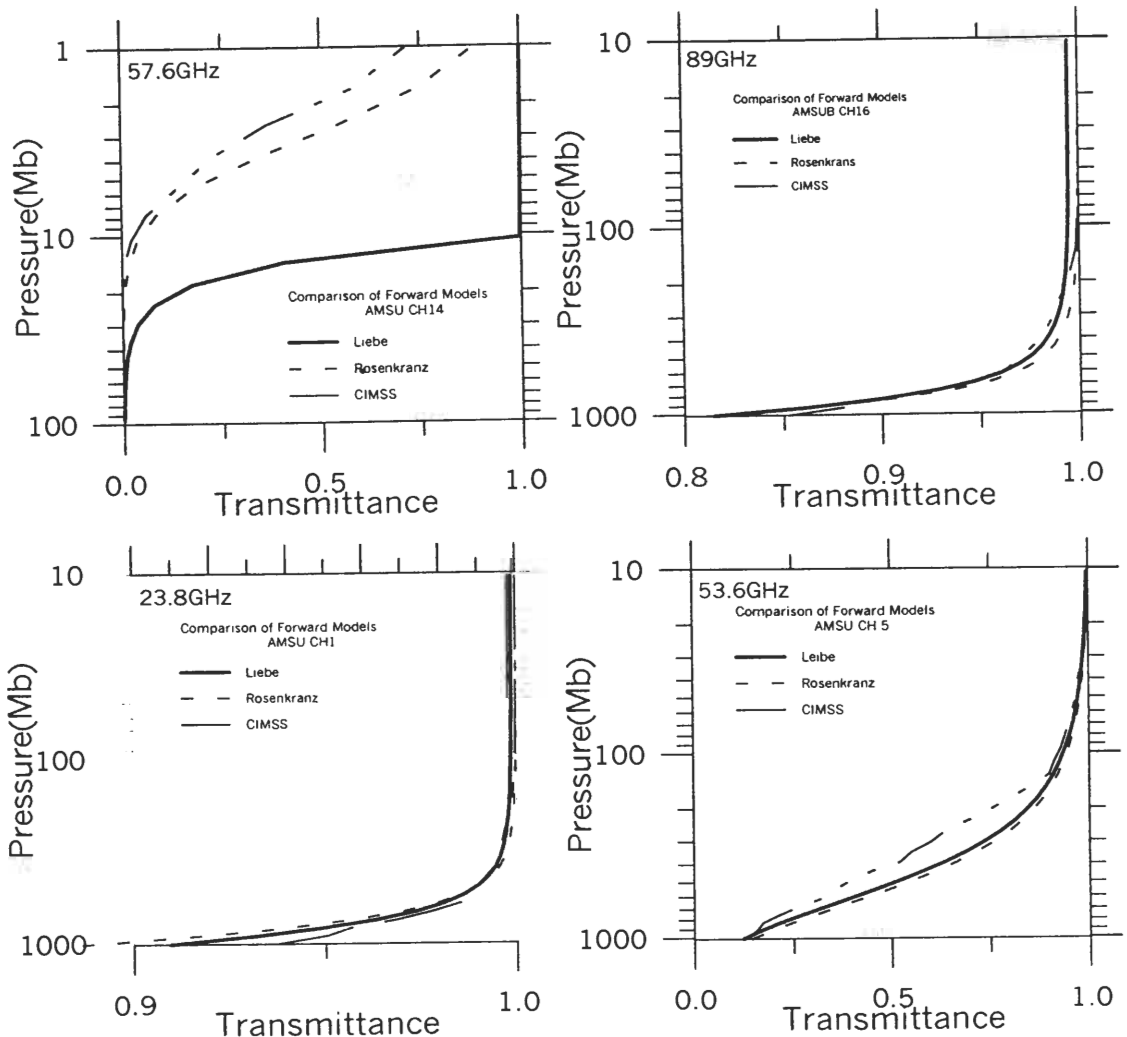 1
57.6GHz
Pressure(Mb)
10
Comparison of Forward Models
AMSU CH14
Liebe
Rosenkranz
CIMSS
100
0.0
0.5
1.0
Transmittance
10
89GHz
Comparison of Forward Models
AMSUB CH16
Liebe
Rosenkrans
CIMSS
Pressure(Mb)
100
1000
0.8
0.9
1.0
Transmittance
10
23.8GHz
Comparison of Forward Models
AMSU CH1
Liebe
Rosenkranz
CIMSS
Pressure(Mb)
100
1000
0.9
1.0
Transmittance
10
53.6GHz
Comparison of Forward Models
AMSU CH 5
Leibe
Rosenkranz
CIMSS
Pressure(Mb)
100
1000
0.0
0.5
1.0
Transmittance